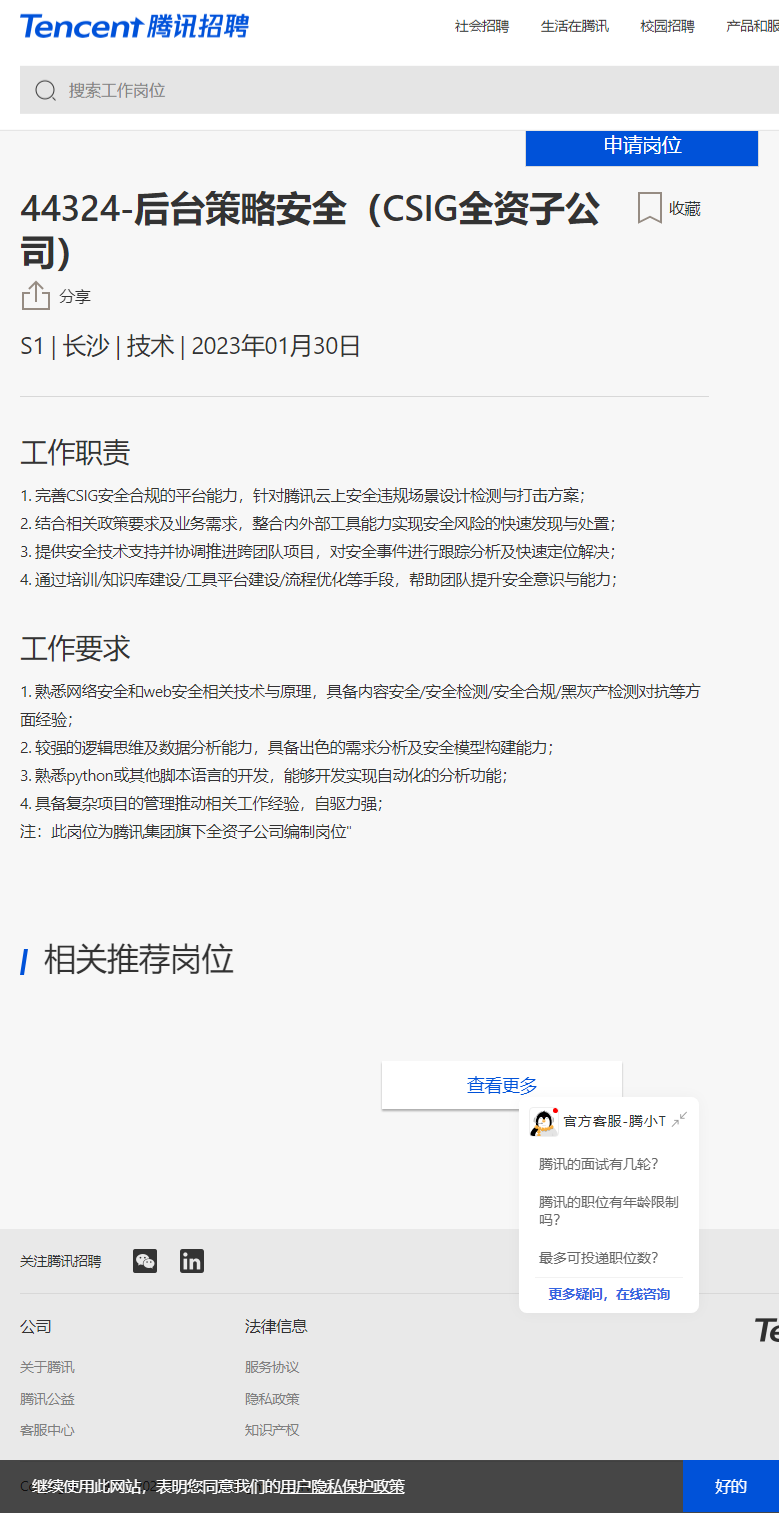 Tencent 腾讯招聘
社会招聘 生活在腾讯 校园招聘 产品和服
搜索工作岗位
申请岗位
44324-后台策略安全（CSIG全资子公
司）
收藏
分享
S1 | 长沙 | 技术 | 2023年01月30日
工作职责
1. 完善CSIG安全合规的平台能力，针对腾讯云上安全违规场景设计检测与打击方案；
2. 结合相关政策要求及业务需求，整合内外部工具能力实现安全风险的快速发现与处置；
3. 提供安全技术支持并协调推进跨团队项目，对安全事件进行跟踪分析及快速定位解决；
4. 通过培训/知识库建设/工具平台建设/流程优化等手段，帮助团队提升安全意识与能力；
工作要求
1. 熟悉网络安全和web安全相关技术与原理，具备内容安全/安全检测/安全合规/黑灰产检测对抗等方
面经验；
2. 较强的逻辑思维及数据分析能力，具备出色的需求分析及安全模型构建能力；
3. 熟悉python或其他脚本语言的开发，能够开发实现自动化的分析功能；
4. 具备复杂项目的管理推动相关工作经验，自驱力强；
注：此岗位为腾讯集团旗下全资子公司编制岗位"
相关推荐岗位
查看更多
官方客服-腾小T
腾讯的面试有几轮？
腾讯的职位有年龄限制
吗？
最多可投递职位数？
更多疑问，在线咨询
关注腾讯招聘
公司 法律信息
Te
关于腾讯 服务协议
腾讯公益 隐私政策
客服中心 知识产权
继续使用此网站，表明您同意我们的用户隐私保护政策
好的